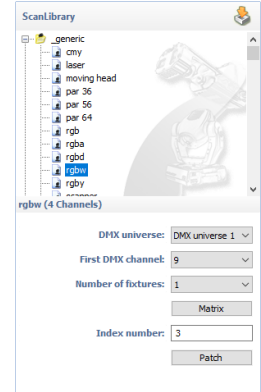 ScanLibrary
_generic
cmy
laser
moving head
par 36
par 56
par 64
rgb
rgba
rgbd
rgbw
rgby
scanner
rgbw (4 Channels)
DMX universe: DMX universe 1
First DMX channel: 9
Number of fixtures: 1
Matrix
Index number: 3
Patch